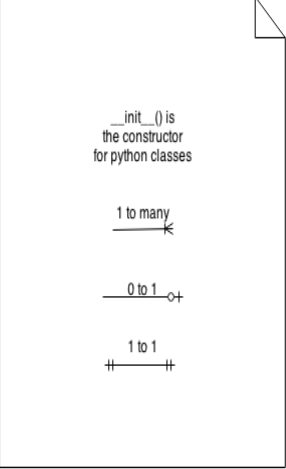 __init__() is
the constructor
for python classes
1 to many
0 to 1
1 to 1